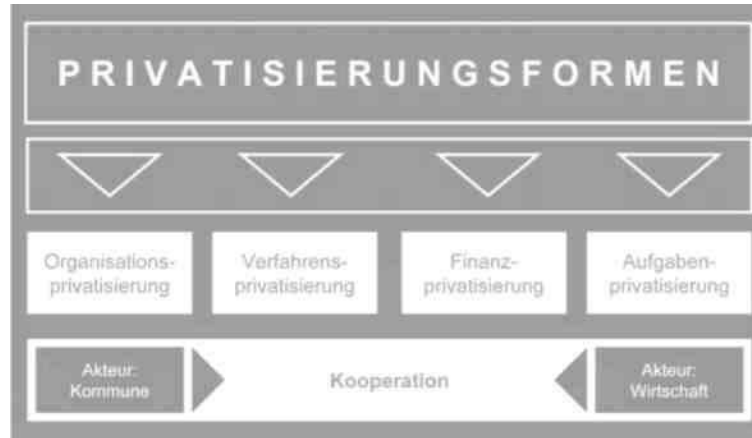 PRIVATISIERUNGSFORMEN
Organisations-
privatisierung
Verfahrens-
privatisierung
Finanz-
privatisierung
Aufgaben-
privatisierung
Akteur:
Kommune
Kooperation
Akteur:
Wirtschaft